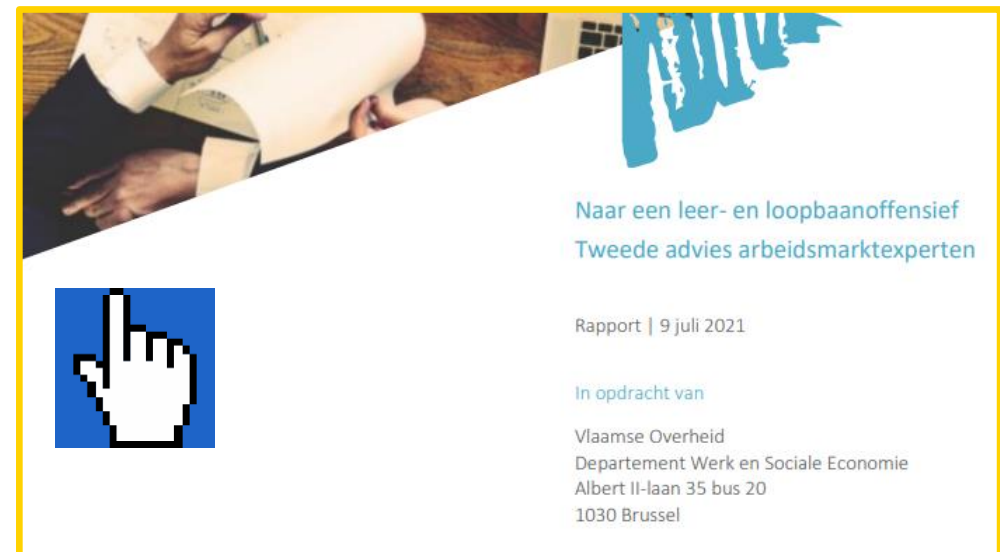 Naar een leer- en loopbaanoffensief
Tweede advies arbeidsmarktexperten
Rapport | 9 juli 2021
In opdracht van
Vlaamse Overheid
Departement Werk en Sociale Economie
Albert II-laan 35 bus 20
1030 Brussel